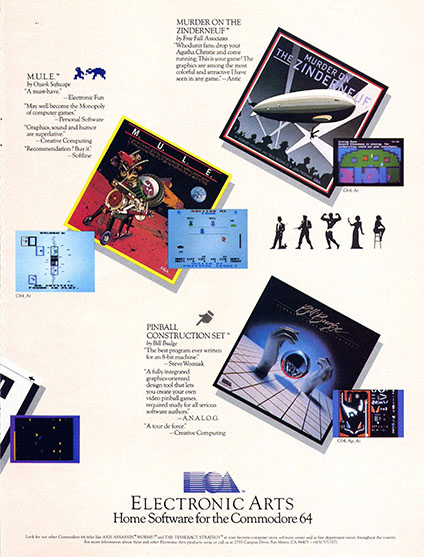 MURDER ON THE
ZINDERNEUF™
by Free Fall Associates
"Whodunit fans, drop your
Agatha Christie and come
running. This is your game! The
graphics are among the most
colorful and attractive I have
seen in any game." — Antic
MURDER ON
THE ZINDERNEUF
C64, At
M.U.L.E.™
by Ozark Softscape
"A must-have."
—Electronic Fun
"May well become the Monopoly
of computer games."
—Personal Software
"Graphics, sound and humor
are superlative."
—Creative Computing
"Recommendation? Buy it."
—Softline
M.U.L.E.
C64, At
PINBALL
CONSTRUCTION SET™
by Bill Budge
"The best program ever written
for an 8-bit machine."
—Steve Wozniak
"A fully integrated
graphics-oriented
design tool that lets
you create your own
video pinball games.
required study for all serious
software authors."
—A.N.A.L.O.G.
"A tour de force."
—Creative Computing
Bill Budge
C64, Ap, At
ELECTRONIC ARTS
Home Software for the Commodore 64
Look for our other Commodore 64 titles like AXIS ASSASSIN,™ WORMS?™ and THE TESSERACT STRATEGY™ at your favorite computer store, software center and at fine department stores throughout the country.
For more information about these and other Electronic Arts products, write us or call us at 2755 Campus Drive, San Mateo, CA 94403